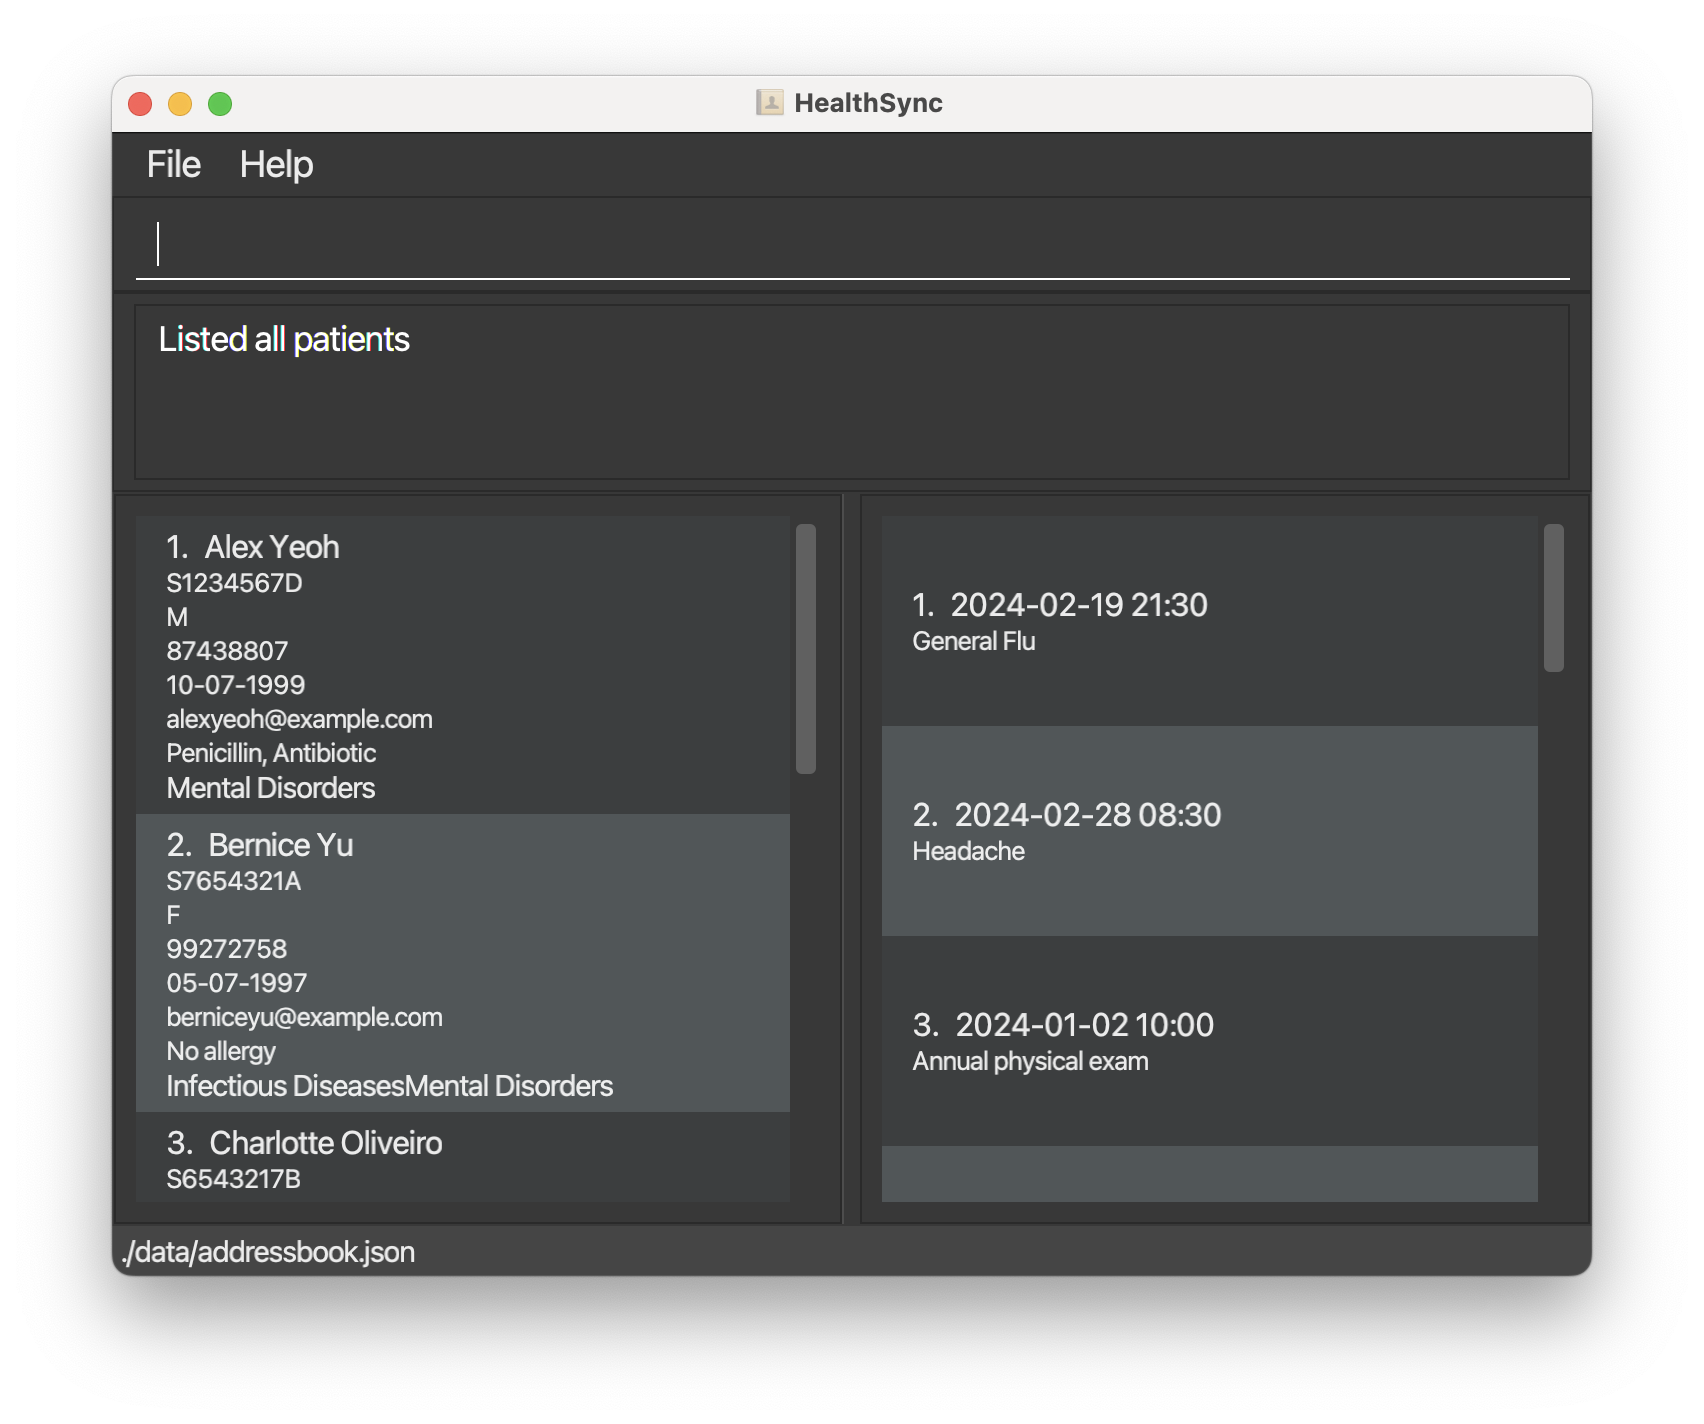 HealthSync
File Help
Listed all patients
1. Alex Yeoh
S1234567D
M
87438807
10-07-1999
alexyeoh@example.com
Penicillin, Antibiotic
Mental Disorders
2. Bernice Yu
S7654321A
F
99272758
05-07-1997
berniceyu@example.com
No allergy
Infectious DiseasesMental Disorders
3. Charlotte Oliveiro
S6543217B
1. 2024-02-19 21:30
General Flu
2. 2024-02-28 08:30
Headache
3. 2024-01-02 10:00
Annual physical exam
./data/addressbook.json